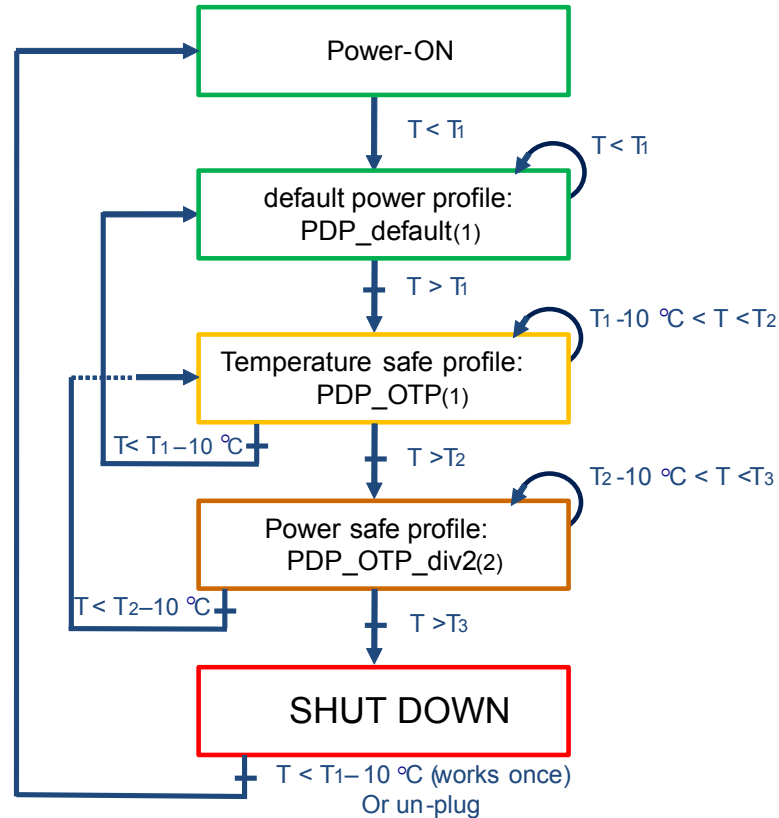 Power-ON
T < T1
T < T1
default power profile:
PDP_default(1)
T > T1
T1-10 °C < T <T2
Temperature safe profile:
PDP_OTP(1)
T< T1–10 °C
T >T2
T2-10 °C < T <T3
Power safe profile:
PDP_OTP_div2(2)
T < T2–10 °C
T >T3
SHUT DOWN
T < T1– 10 °C (works once)
Or un-plug